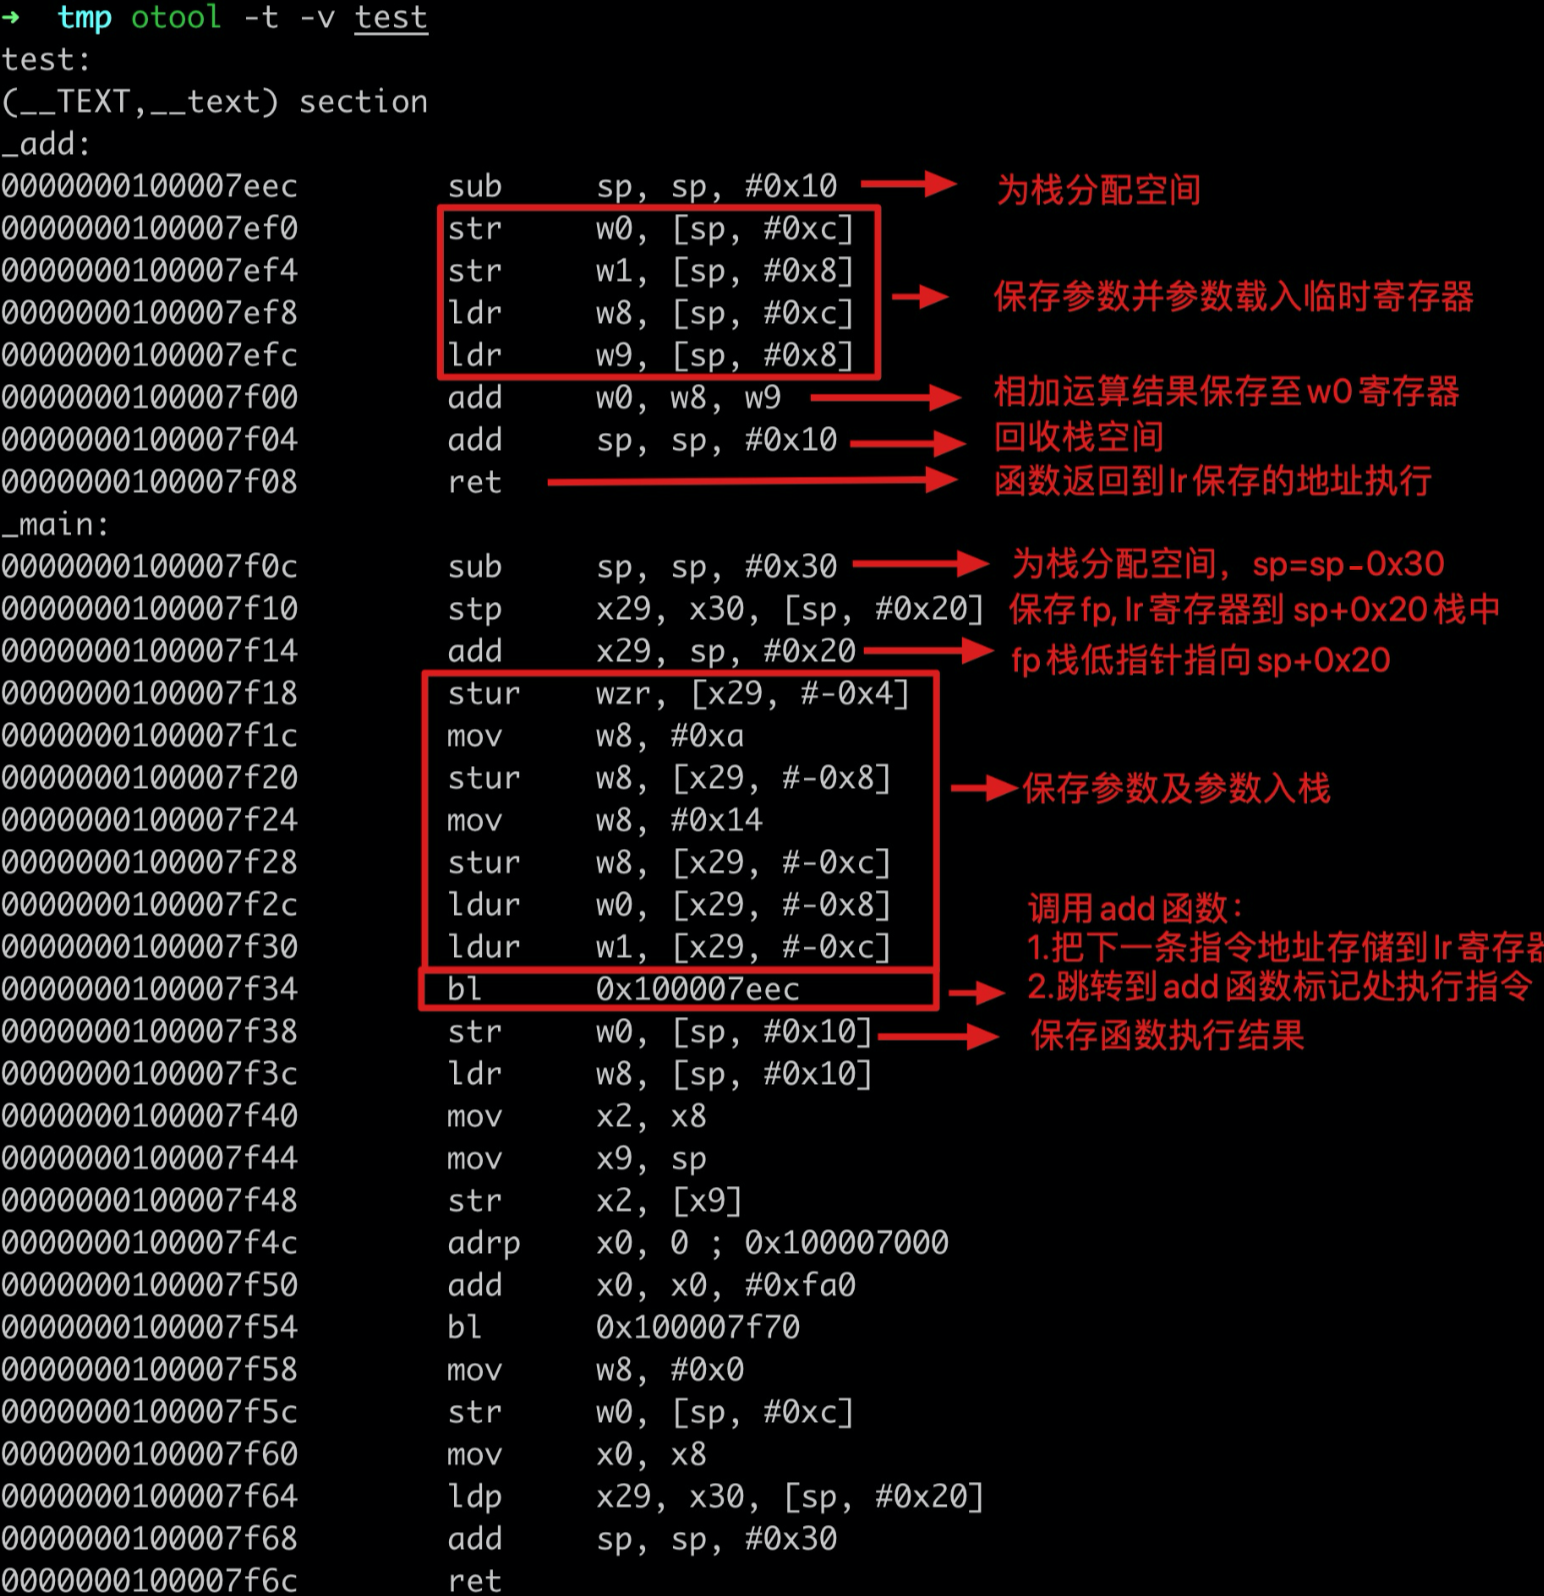 → tmp otool -t -v test
test:
(__TEXT,__text) section
_add:
0000000100007eec sub sp, sp, #0x10 为栈分配空间
0000000100007ef0 str w0, [sp, #0xc]
0000000100007ef4 str w1, [sp, #0x8]
保存参数并参数载入临时寄存器
0000000100007ef8 ldr w8, [sp, #0xc]
0000000100007efc ldr w9, [sp, #0x8]
0000000100007f00 add w0, w8, w9 相加运算结果保存至w0寄存器
0000000100007f04 add sp, sp, #0x10 回收栈空间
0000000100007f08 ret 函数返回到lr保存的地址执行
_main:
0000000100007f0c sub sp, sp, #0x30 为栈分配空间，sp=sp-0x30
0000000100007f10 stp x29, x30, [sp, #0x20] 保存fp, lr寄存器到 sp+0x20栈中
0000000100007f14 add x29, sp, #0x20 fp栈低指针指向sp+0x20
0000000100007f18 stur wzr, [x29, #-0x4]
0000000100007f1c mov w8, #0xa
0000000100007f20 stur w8, [x29, #-0x8] 保存参数及参数入栈
0000000100007f24 mov w8, #0x14
0000000100007f28 stur w8, [x29, #-0xc]
0000000100007f2c ldur w0, [x29, #-0x8] 调用add函数：
0000000100007f30 ldur w1, [x29, #-0xc] 1.把下一条指令地址存储到lr寄存器
0000000100007f34 bl 0x100007eec 2.跳转到add函数标记处执行指令
0000000100007f38 str w0, [sp, #0x10] 保存函数执行结果
0000000100007f3c ldr w8, [sp, #0x10]
0000000100007f40 mov x2, x8
0000000100007f44 mov x9, sp
0000000100007f48 str x2, [x9]
0000000100007f4c adrp x0, 0 ; 0x100007000
0000000100007f50 add x0, x0, #0xfa0
0000000100007f54 bl 0x100007f70
0000000100007f58 mov w8, #0x0
0000000100007f5c str w0, [sp, #0xc]
0000000100007f60 mov x0, x8
0000000100007f64 ldp x29, x30, [sp, #0x20]
0000000100007f68 add sp, sp, #0x30
0000000100007f6c ret